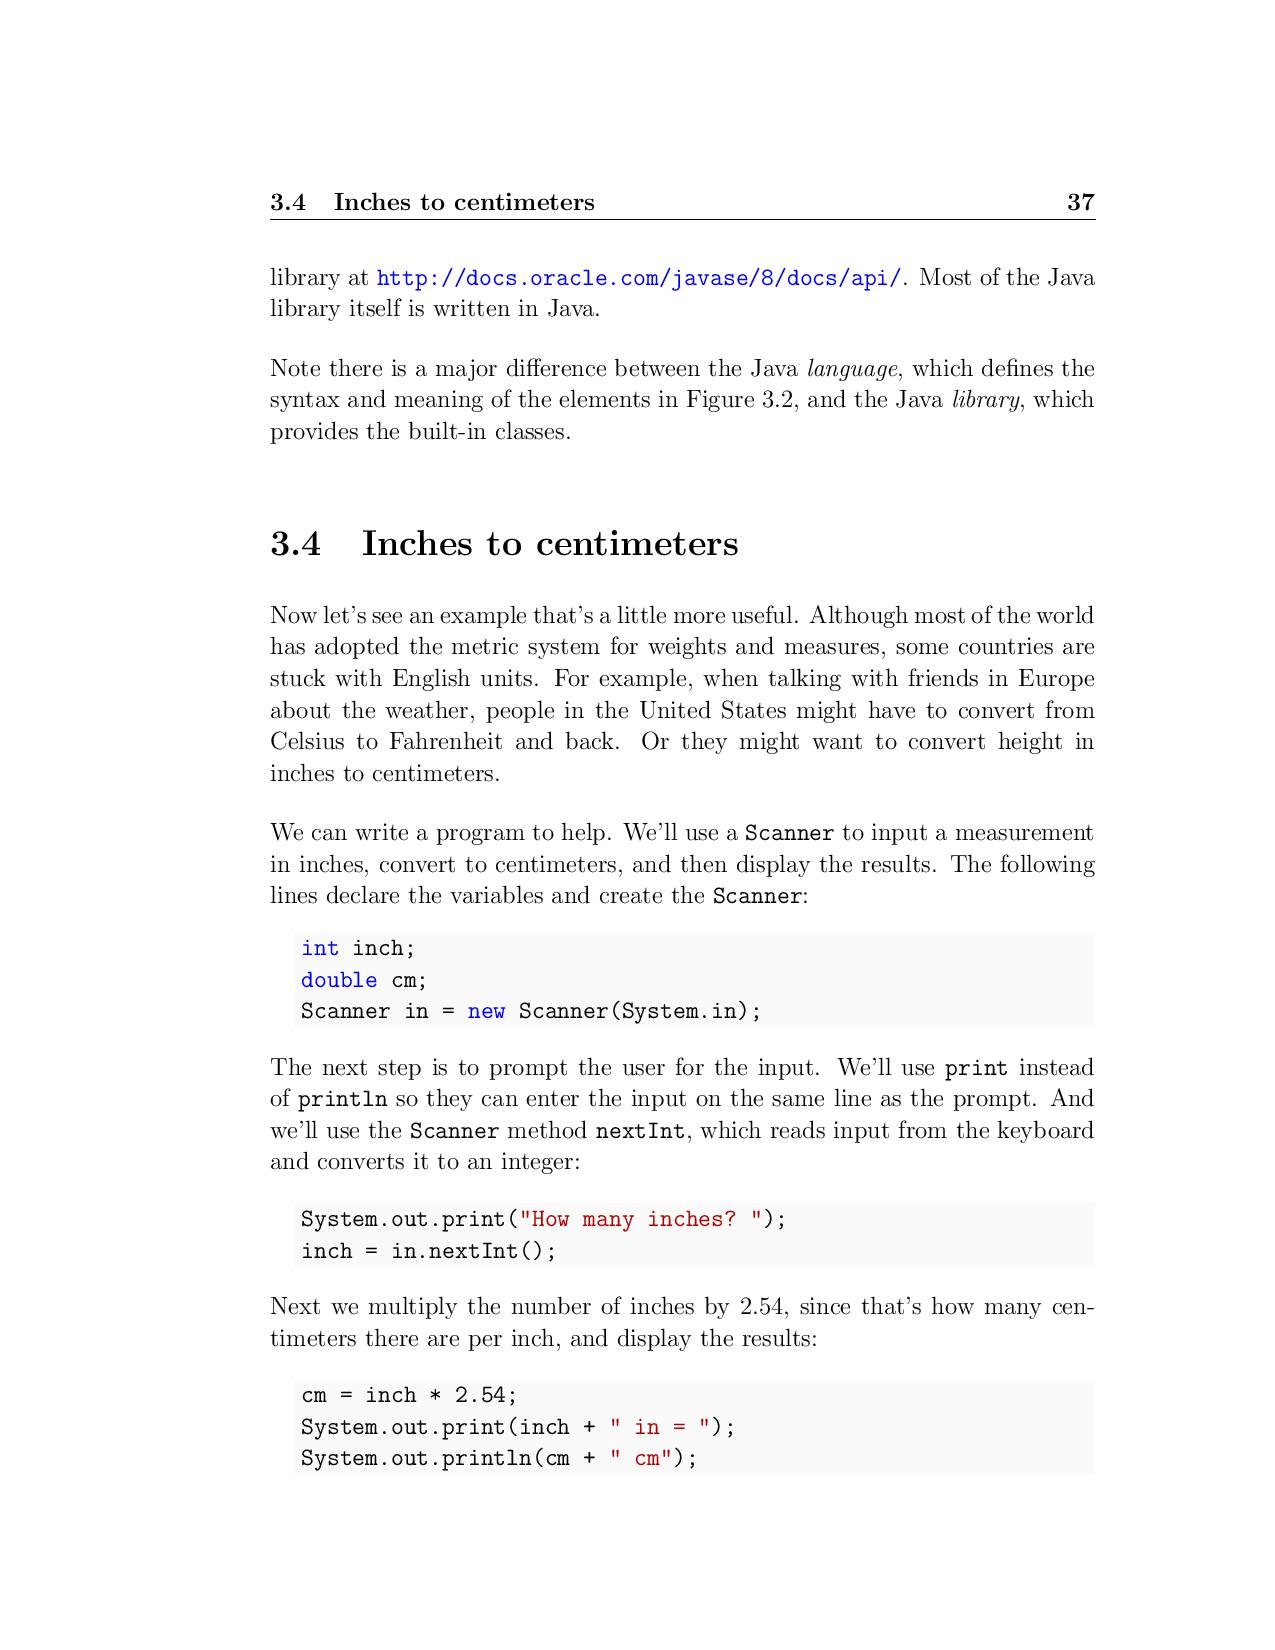 3.4 Inches to centimeters 37
library at http://docs.oracle.com/javase/8/docs/api/. Most of the Java
library itself is written in Java.
Note there is a major difference between the Java language, which defines the
syntax and meaning of the elements in Figure 3.2, and the Java library, which
provides the built-in classes.
3.4 Inches to centimeters
Now let's see an example that's a little more useful. Although most of the world
has adopted the metric system for weights and measures, some countries are
stuck with English units. For example, when talking with friends in Europe
about the weather, people in the United States might have to convert from
Celsius to Fahrenheit and back. Or they might want to convert height in
inches to centimeters.
We can write a program to help. We'll use a Scanner to input a measurement
in inches, convert to centimeters, and then display the results. The following
lines declare the variables and create the Scanner:
int inch;
double cm;
Scanner in = new Scanner(System.in);
The next step is to prompt the user for the input. We'll use print instead
of println so they can enter the input on the same line as the prompt. And
we'll use the Scanner method nextInt, which reads input from the keyboard
and converts it to an integer:
System.out.print("How many inches? ");
inch = in.nextInt();
Next we multiply the number of inches by 2.54, since that's how many cen-
timeters there are per inch, and display the results:
cm = inch * 2.54;
System.out.print(inch + " in = ");
System.out.println(cm + " cm");